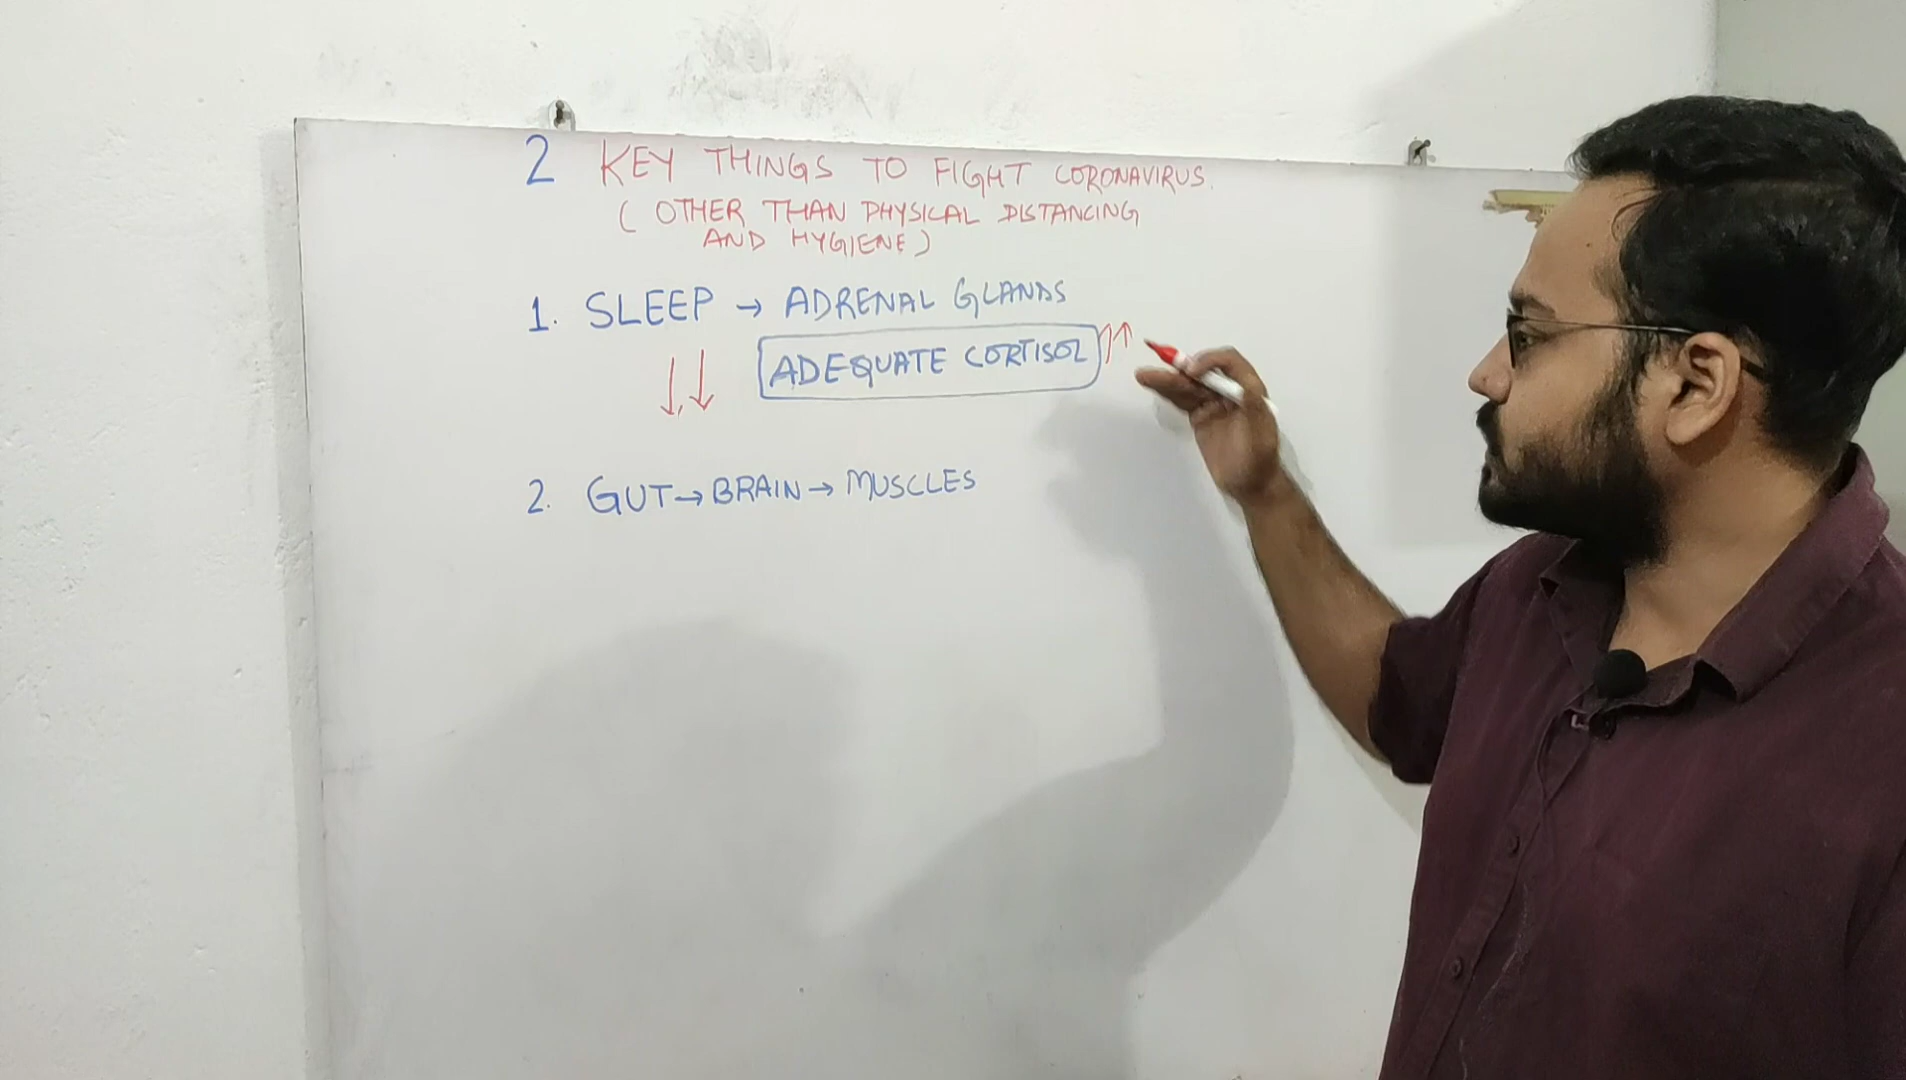 2 KEY THINGS TO FIGHT CORONAVIRUS.
( OTHER THAN PHYSICAL DISTANCING
AND HYGIENE )
1. SLEEP → ADRENAL GLANDS
ADEQUATE CORTISOL ↑↑
↓↓
2. GUT → BRAIN → MUSCLES